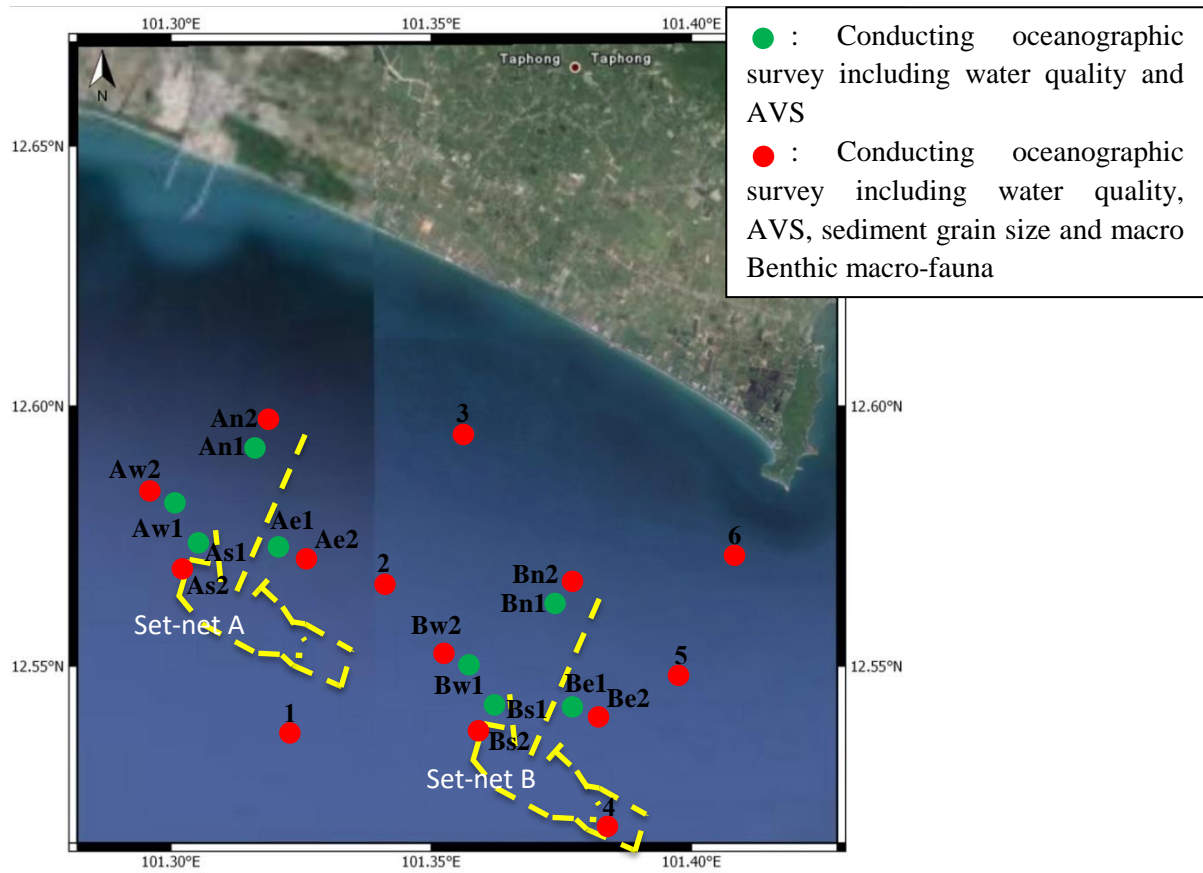 101.30°E 101.35°E 101.40°E
: Conducting oceanographic
survey including water quality and
AVS
: Conducting oceanographic
survey including water quality,
AVS, sediment grain size and macro
Benthic macro-fauna
Taphong Taphong
N
12.65°N
12.60°N 12.60°N
An2 3
An1
Aw2
Aw1 Ae1
As1 Ae2 6
As2 2
Bn2
Set-net A Bn1
Bw2
12.55°N 5 12.55°N
Bw1 Be1
Bs1 Be2
1 Bs2
Set-net B
4
101.30°E 101.35°E 101.40°E